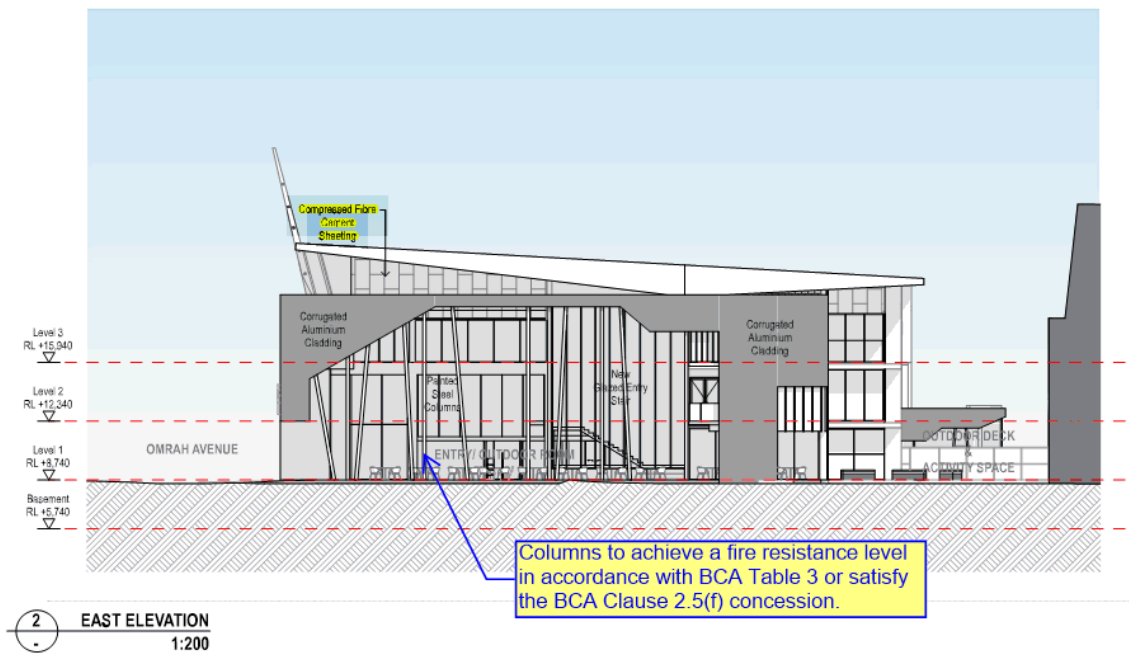 Compressed Fibre
Cement
Sheeting
Corrugated
Aluminium
Cladding
Corrugated
Aluminium
Cladding
Level 3
RL +15,940
Painted
Steel
Columns
New
Glazed Entry
Stair
Level 2
RL +12,340
OMRAH AVENUE
ENTRY/ OUTDOOR ROOM
OUTDOOR DECK
&
ACTIVITY SPACE
Level 1
RL +8,740
Basement
RL +5,740
Columns to achieve a fire resistance level
in accordance with BCA Table 3 or satisfy
the BCA Clause 2.5(f) concession.
2
-
EAST ELEVATION
1:200